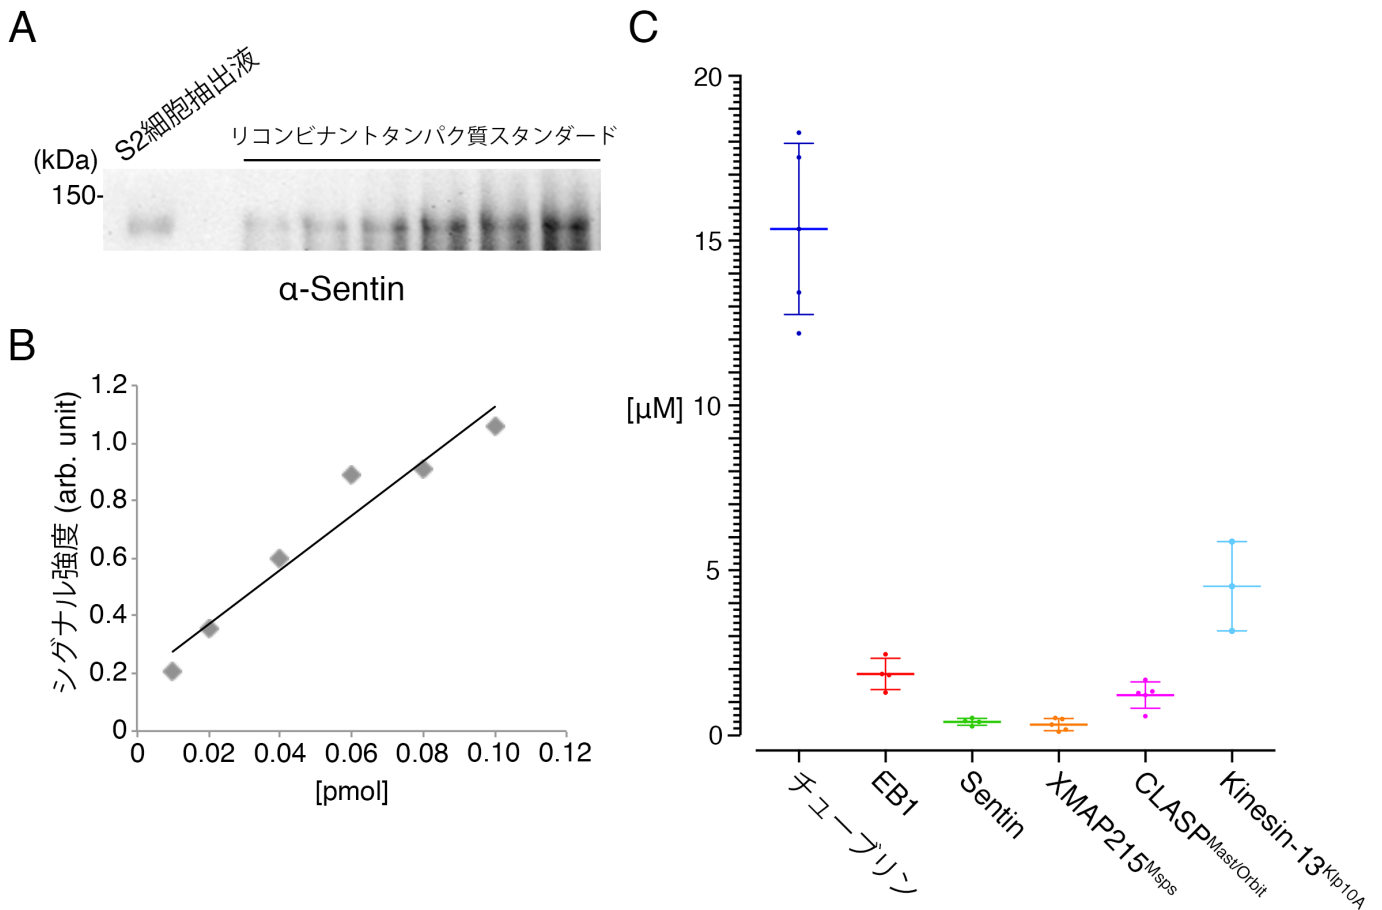 A
S2細胞抽出液
リコンビナントタンパク質スタンダード
(kDa)
150-
α-Sentin
B
シグナル強度 (arb. unit)
1.2
1.0
0.8
0.6
0.4
0.2
0
0 0.02 0.04 0.06 0.08 0.10 0.12
[pmol]
C
[μM]
20
15
10
5
0
チューブリン
EB1
Sentin
XMAP215Msps
CLASPMast/Orbit
Kinesin-13Klp10A